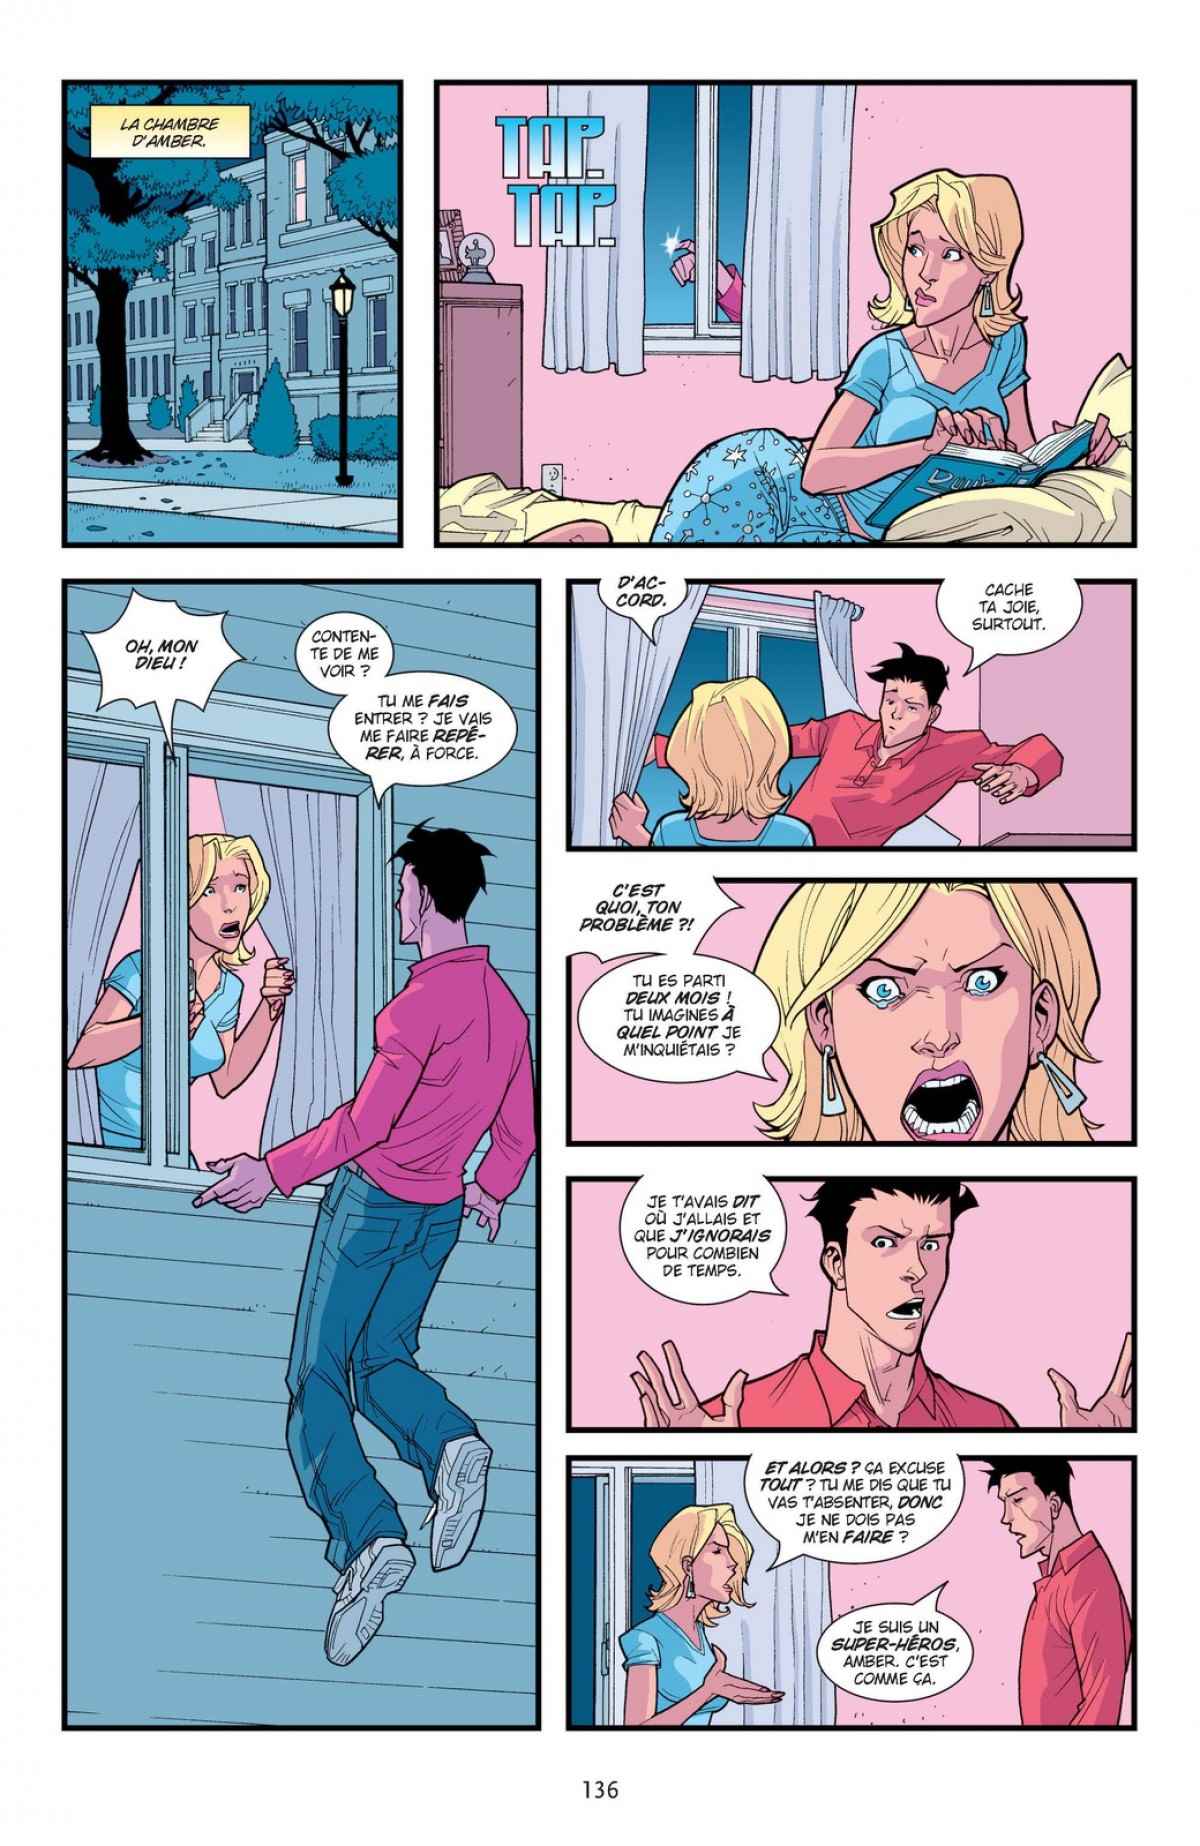 LA CHAMBRE
D'AMBER.
TAP.
TAP.
OH, MON
DIEU !
CONTEN-
TE DE ME
VOIR ?
TU ME FAIS
ENTRER ? JE VAIS
ME FAIRE REPÉ-
RER, À FORCE.
D'AC-
CORD.
CACHE
TA JOIE,
SURTOUT.
C'EST
QUOI, TON
PROBLÈME ?!
TU ES PARTI
DEUX MOIS !
TU IMAGINES À
QUEL POINT JE
M'INQUIÉTAIS ?
JE T'AVAIS DIT
OÙ J'ALLAIS ET
QUE J'IGNORAIS
POUR COMBIEN
DE TEMPS.
ET ALORS ? ÇA EXCUSE
TOUT ? TU ME DIS QUE TU
VAS T'ABSENTER, DONC
JE NE DOIS PAS
M'EN FAIRE ?
JE SUIS UN
SUPER-HÉROS,
AMBER. C'EST
COMME ÇA.
136